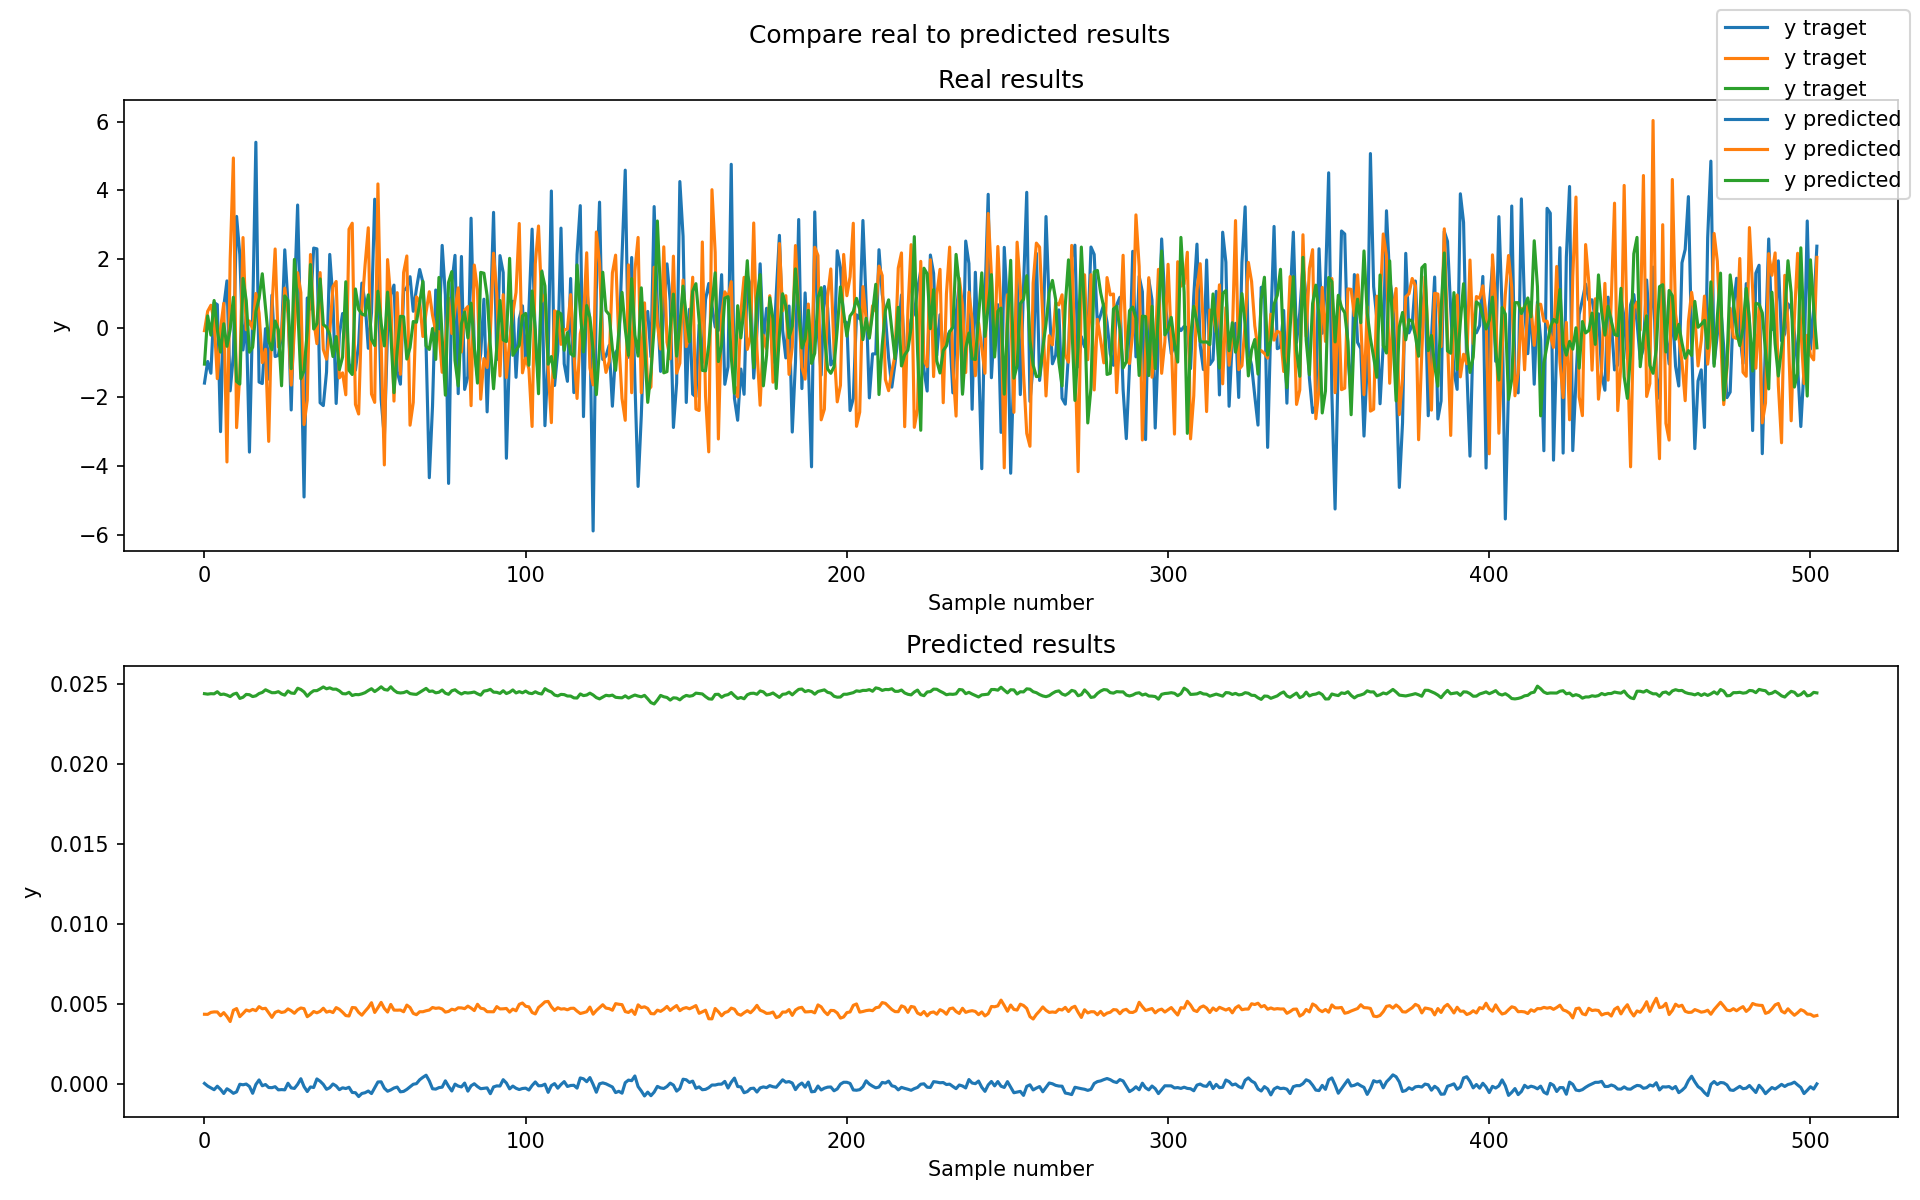 Compare real to predicted results
y traget
y traget
y traget
y predicted
y predicted
y predicted
Real results
6
4
2
0
−2
−4
−6
y
0 100 200 300 400 500
Sample number
Predicted results
0.025
0.020
0.015
0.010
0.005
0.000
y
0 100 200 300 400 500
Sample number